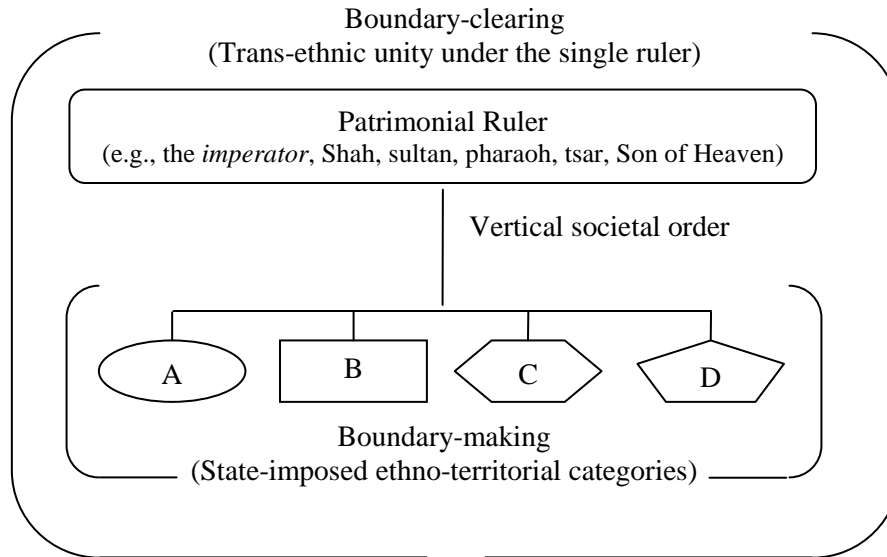 Boundary-clearing
(Trans-ethnic unity under the single ruler)
Patrimonial Ruler
(e.g., the imperator, Shah, sultan, pharaoh, tsar, Son of Heaven)
Vertical societal order
A B C D
Boundary-making
(State-imposed ethno-territorial categories)